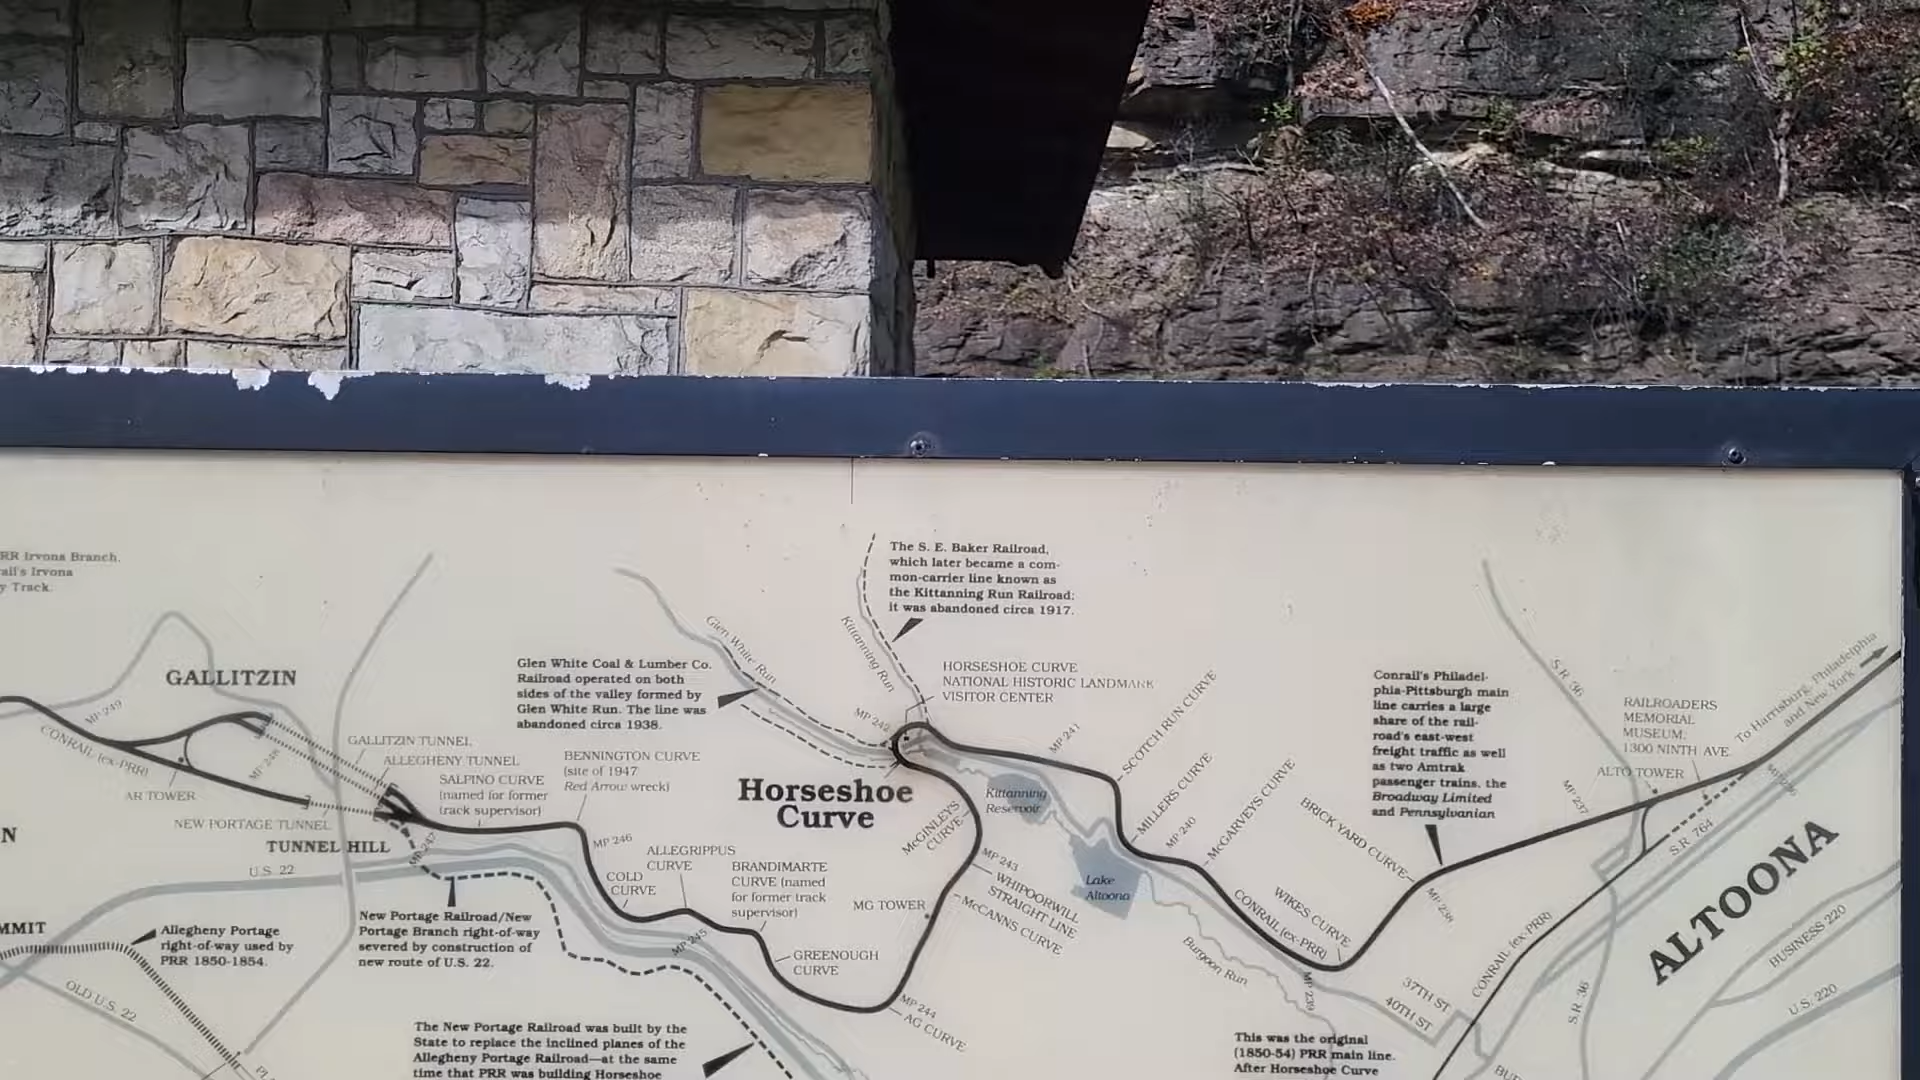 RR Irvona Branch.
ail's Irvona
y Track.
The S. E. Baker Railroad,
which later became a com-
mon-carrier line known as
the Kittanning Run Railroad;
it was abandoned circa 1917.
Glen White Run
Kittanning Run
Glen White Coal & Lumber Co.
Railroad operated on both
sides of the valley formed by
Glen White Run. The line was
abandoned circa 1938.
HORSESHOE CURVE
NATIONAL HISTORIC LANDMARK
VISITOR CENTER
GALLITZIN
MP 249
CONRAIL (ex-PRR)
MP 248
AR TOWER
NEW PORTAGE TUNNEL
TUNNEL HILL
GALLITZIN TUNNEL
ALLEGHENY TUNNEL
SALPINO CURVE
(named for former
track supervisor)
BENNINGTON CURVE
(site of 1947
Red Arrow wreck)
MP 242
Horseshoe
Curve
MP 241
SCOTCH RUN CURVE
Kittanning
Reservoir
McGINLEYS
CURVE
MILLERS CURVE
MP 240
McGARVEYS CURVE
BRICK YARD CURVE
Conrail's Philadel-
phia-Pittsburgh main
line carries a large
share of the rail-
road's east-west
freight traffic as well
as two Amtrak
passenger trains, the
Broadway Limited
and Pennsylvanian
S.R. 36
RAILROADERS
MEMORIAL
MUSEUM:
1300 NINTH AVE.
ALTO TOWER
To Harrisburg, Philadelphia
and New York
MP 237
MP 236
S.R. 764
ALTOONA
N
MP 247
MP 246
U.S. 22
COLD
CURVE
ALLEGRIPPUS
CURVE
BRANDIMARTE
CURVE (named
for former track
supervisor)
MG TOWER
MP 243
WHIPOORWILL
STRAIGHT LINE
McCANNS CURVE
Lake
Altoona
CONRAIL (ex-PRR)
WIKES CURVE
MP 238
MMIT
Allegheny Portage
right-of-way used by
PRR 1850-1854.
New Portage Railroad/New
Portage Branch right-of-way
severed by construction of
new route of U.S. 22.
MP 245
GREENOUGH
CURVE
MP 244
AG CURVE
Burgoon Run
MP 239
37TH ST
40TH ST
CONRAIL (ex PRR)
S.R. 36
BUSINESS 220
U.S. 220
OLD U.S. 22
The New Portage Railroad was built by the
State to replace the inclined planes of the
Allegheny Portage Railroad—at the same
time that PRR was building Horseshoe
This was the original
(1850-54) PRR main line.
After Horseshoe Curve